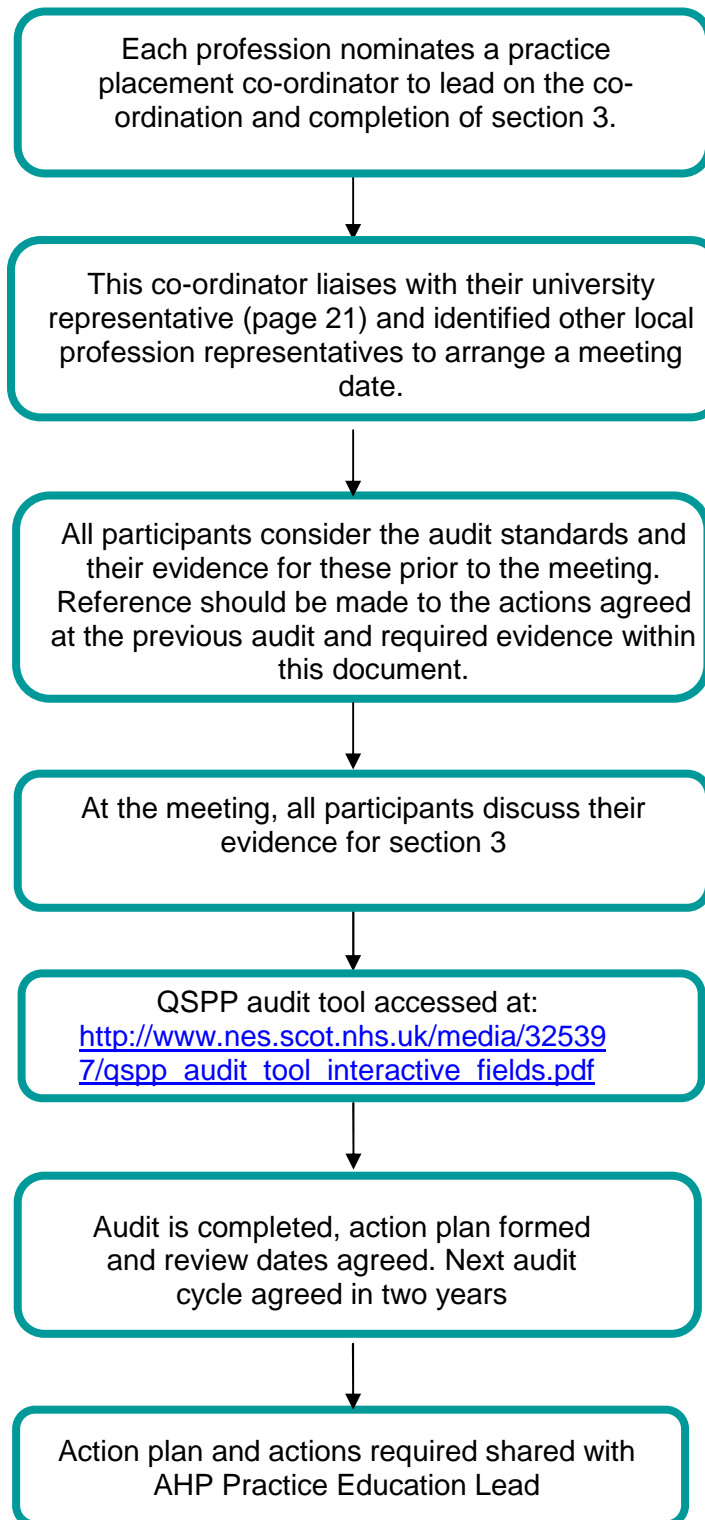 Each profession nominates a practice
placement co-ordinator to lead on the co-
ordination and completion of section 3.
This co-ordinator liaises with their university
representative (page 21) and identified other local
profession representatives to arrange a meeting
date.
All participants consider the audit standards and
their evidence for these prior to the meeting.
Reference should be made to the actions agreed
at the previous audit and required evidence within
this document.
At the meeting, all participants discuss their
evidence for section 3
QSPP audit tool accessed at:
http://www.nes.scot.nhs.uk/media/32539
7/qspp_audit_tool_interactive_fields.pdf
Audit is completed, action plan formed
and review dates agreed. Next audit
cycle agreed in two years
Action plan and actions required shared with
AHP Practice Education Lead